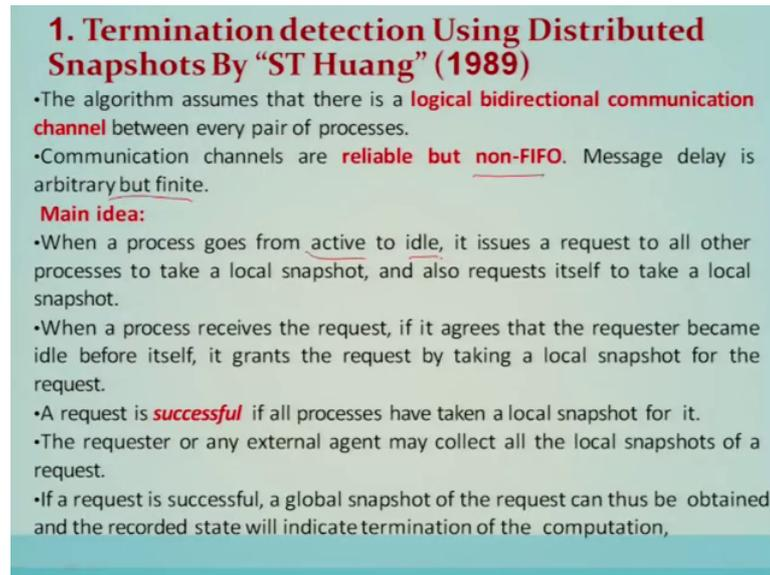 1. Termination detection Using Distributed
Snapshots By “ST Huang” (1989)
•The algorithm assumes that there is a logical bidirectional communication
channel between every pair of processes.
•Communication channels are reliable but non-FIFO. Message delay is
arbitrary but finite.
Main idea:
•When a process goes from active to idle, it issues a request to all other
processes to take a local snapshot, and also requests itself to take a local
snapshot.
•When a process receives the request, if it agrees that the requester became
idle before itself, it grants the request by taking a local snapshot for the
request.
•A request is successful if all processes have taken a local snapshot for it.
•The requester or any external agent may collect all the local snapshots of a
request.
•If a request is successful, a global snapshot of the request can thus be obtained
and the recorded state will indicate termination of the computation,